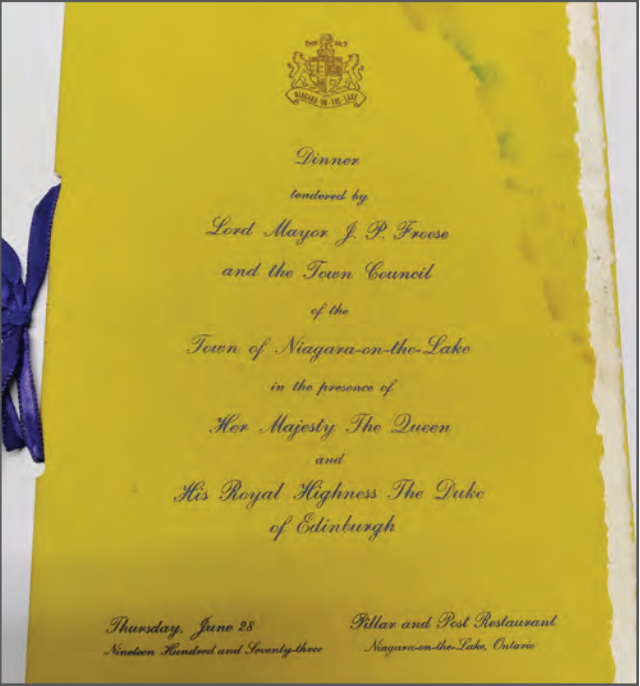 NIAGARA-ON-THE-LAKE
Dinner
tendered by
Lord Mayor J. P. Froese
and the Town Council
of the
Town of Niagara-on-the-Lake
in the presence of
Her Majesty The Queen
and
His Royal Highness The Duke
of Edinburgh
Thursday, June 28
Nineteen Hundred and Seventy-three
Pillar and Post Restaurant
Niagara-on-the-Lake, Ontario